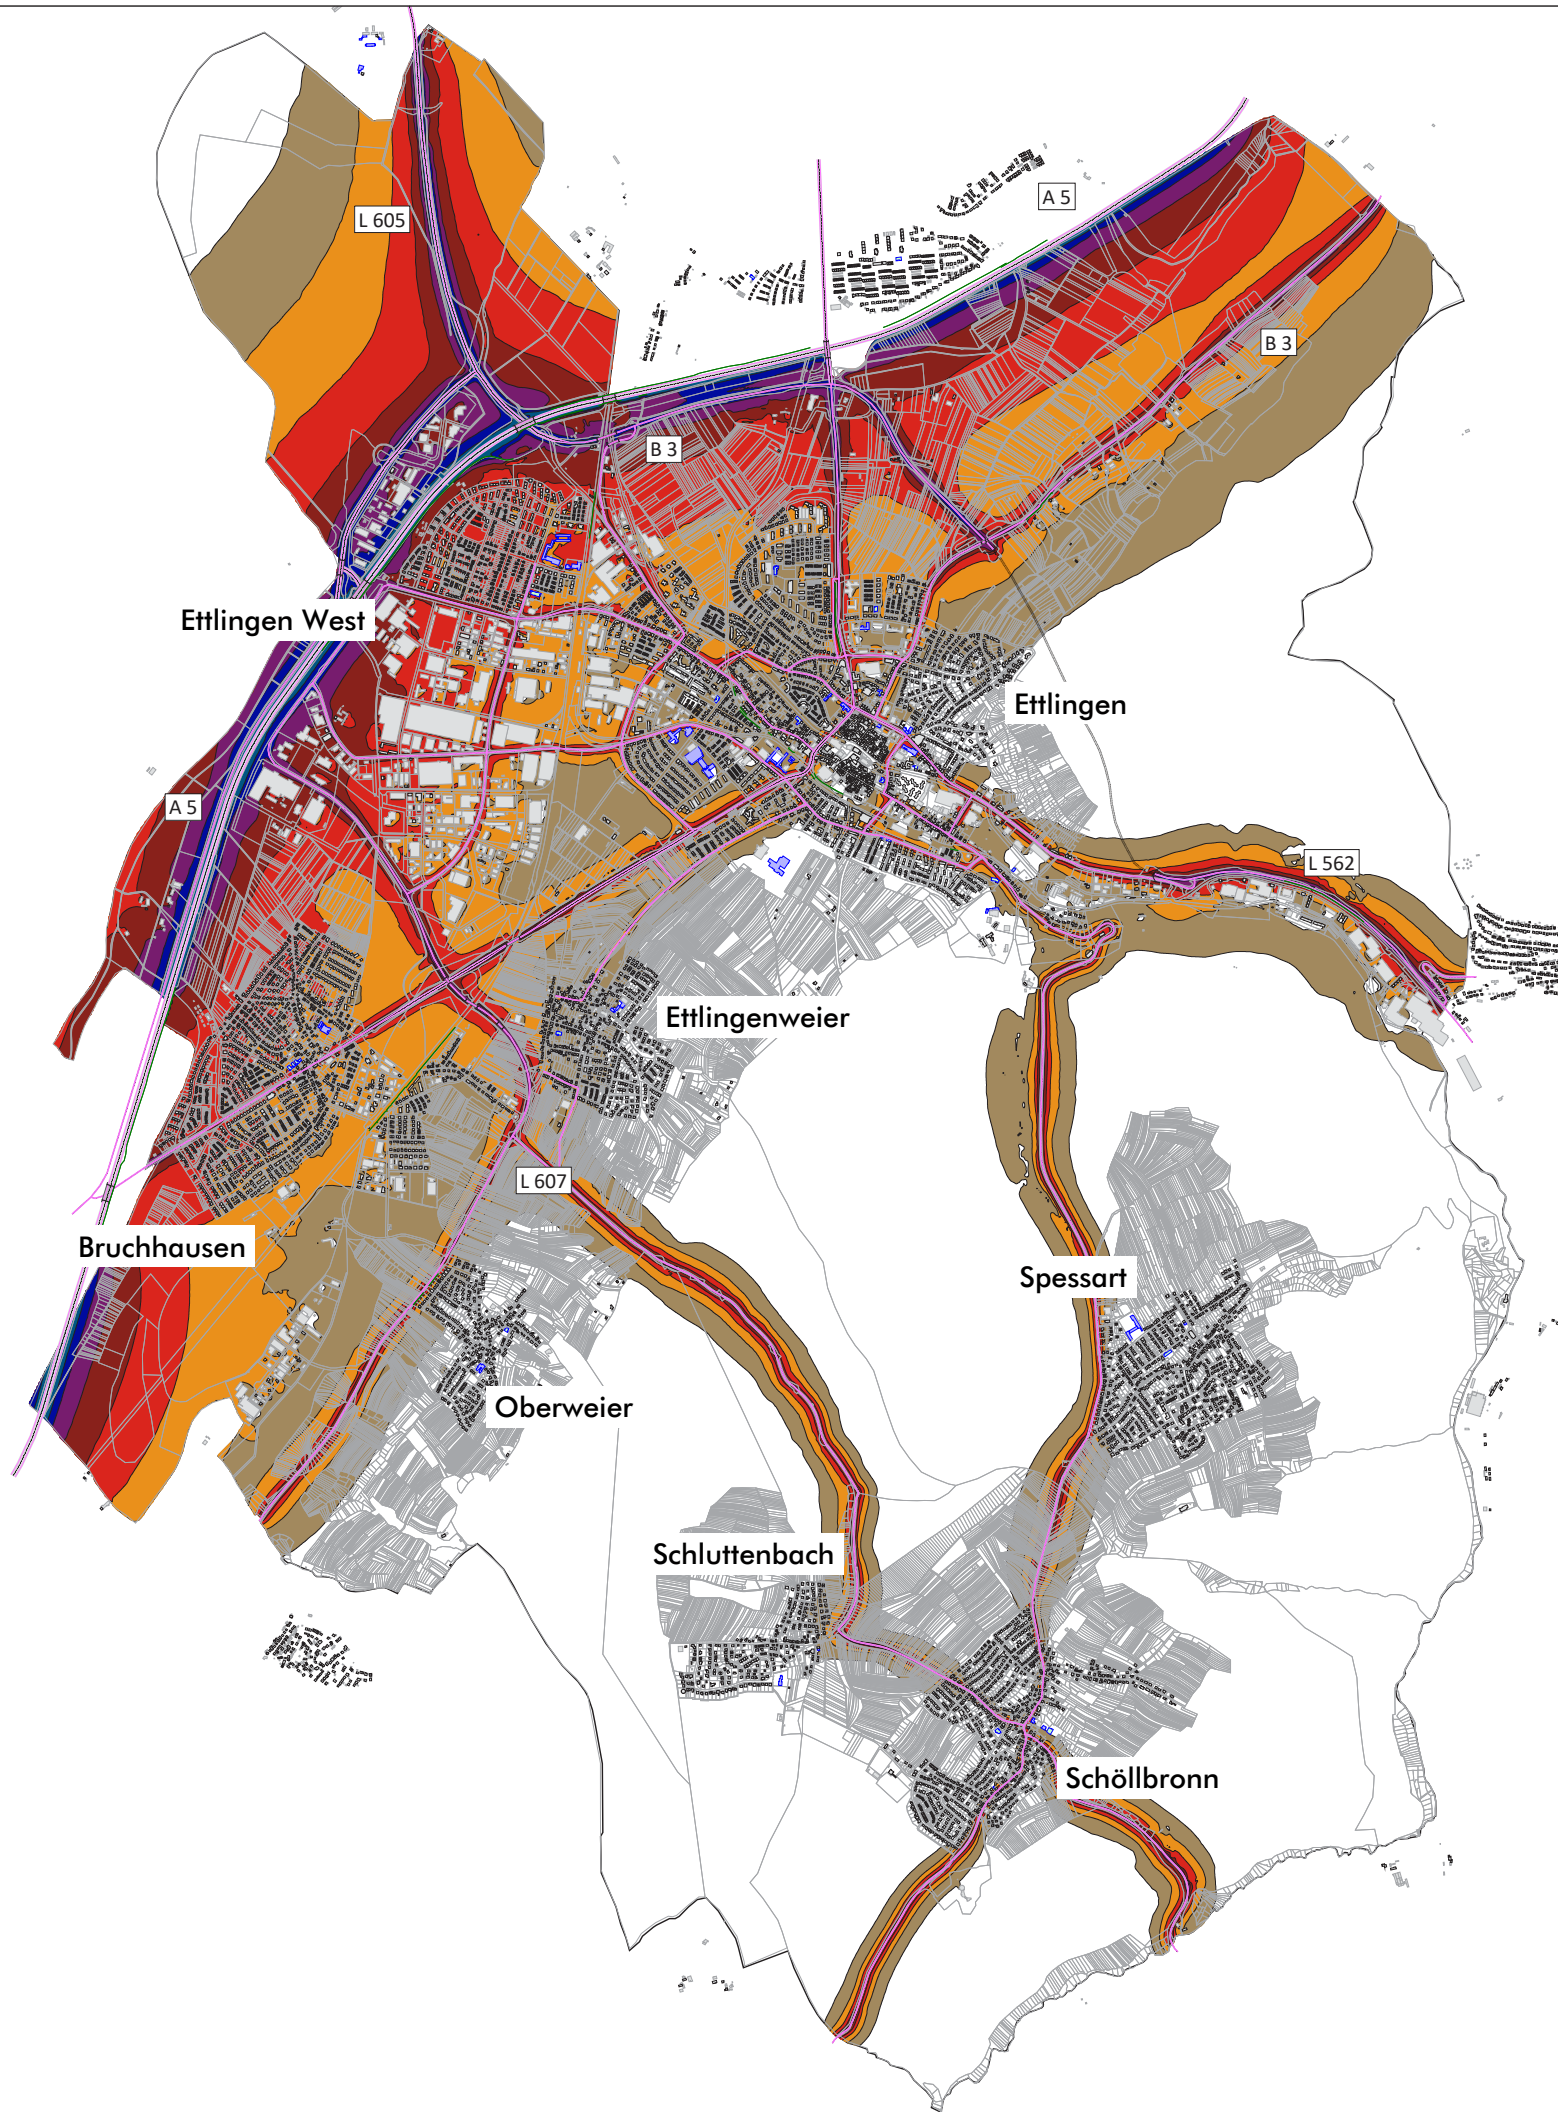 A 5
L 605
B 3
B 3
Ettlingen West
Ettlingen
A 5
L 562
Ettlingenweier
L 607
Bruchhausen
Spessart
Oberweier
Schluttenbach
Schöllbronn